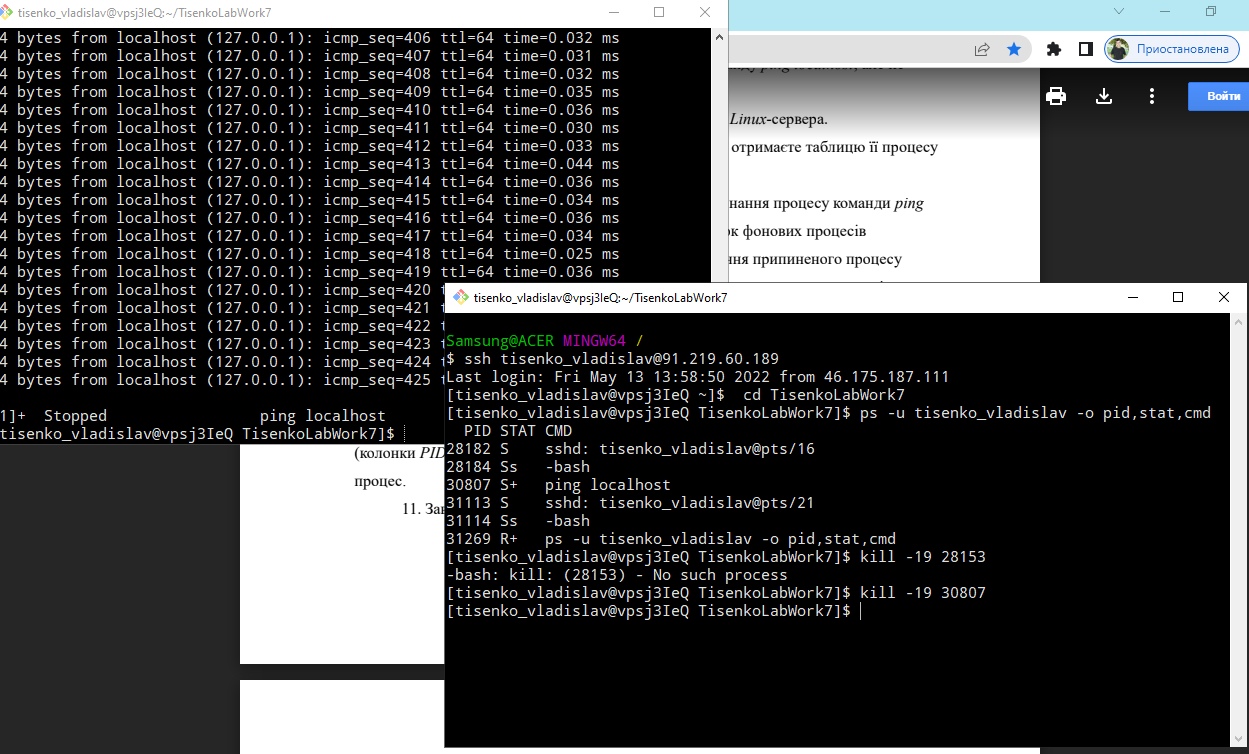 tisenko_vladislav@vpsj3IeQ:~/TisenkoLabWork7
4 bytes from localhost (127.0.0.1): icmp_seq=406 ttl=64 time=0.032 ms
4 bytes from localhost (127.0.0.1): icmp_seq=407 ttl=64 time=0.031 ms
4 bytes from localhost (127.0.0.1): icmp_seq=408 ttl=64 time=0.032 ms
4 bytes from localhost (127.0.0.1): icmp_seq=409 ttl=64 time=0.035 ms
4 bytes from localhost (127.0.0.1): icmp_seq=410 ttl=64 time=0.036 ms
4 bytes from localhost (127.0.0.1): icmp_seq=411 ttl=64 time=0.030 ms
4 bytes from localhost (127.0.0.1): icmp_seq=412 ttl=64 time=0.033 ms
4 bytes from localhost (127.0.0.1): icmp_seq=413 ttl=64 time=0.044 ms
4 bytes from localhost (127.0.0.1): icmp_seq=414 ttl=64 time=0.036 ms
4 bytes from localhost (127.0.0.1): icmp_seq=415 ttl=64 time=0.034 ms
4 bytes from localhost (127.0.0.1): icmp_seq=416 ttl=64 time=0.036 ms
4 bytes from localhost (127.0.0.1): icmp_seq=417 ttl=64 time=0.034 ms
4 bytes from localhost (127.0.0.1): icmp_seq=418 ttl=64 time=0.025 ms
4 bytes from localhost (127.0.0.1): icmp_seq=419 ttl=64 time=0.036 ms
4 bytes from localhost (127.0.0.1): icmp_seq=420
4 bytes from localhost (127.0.0.1): icmp_seq=421
4 bytes from localhost (127.0.0.1): icmp_seq=422
4 bytes from localhost (127.0.0.1): icmp_seq=423
4 bytes from localhost (127.0.0.1): icmp_seq=424
4 bytes from localhost (127.0.0.1): icmp_seq=425
1]+  Stopped                 ping localhost
tisenko_vladislav@vpsj3IeQ TisenkoLabWork7]$
Приостановлена
Войти
Linux-сервера.
отримаєте таблицю її процесу
нання процесу команди ping
ок фонових процесів
ння припиненого процесу
(колонки PID
процес.
11. Зав
tisenko_vladislav@vpsj3IeQ:~/TisenkoLabWork7
Samsung@ACER MINGW64 /
$ ssh tisenko_vladislav@91.219.60.189
Last login: Fri May 13 13:58:50 2022 from 46.175.187.111
[tisenko_vladislav@vpsj3IeQ ~]$  cd TisenkoLabWork7
[tisenko_vladislav@vpsj3IeQ TisenkoLabWork7]$ ps -u tisenko_vladislav -o pid,stat,cmd
  PID STAT CMD
28182 S    sshd: tisenko_vladislav@pts/16
28184 Ss   -bash
30807 S+   ping localhost
31113 S    sshd: tisenko_vladislav@pts/21
31114 Ss   -bash
31269 R+   ps -u tisenko_vladislav -o pid,stat,cmd
[tisenko_vladislav@vpsj3IeQ TisenkoLabWork7]$ kill -19 28153
-bash: kill: (28153) - No such process
[tisenko_vladislav@vpsj3IeQ TisenkoLabWork7]$ kill -19 30807
[tisenko_vladislav@vpsj3IeQ TisenkoLabWork7]$